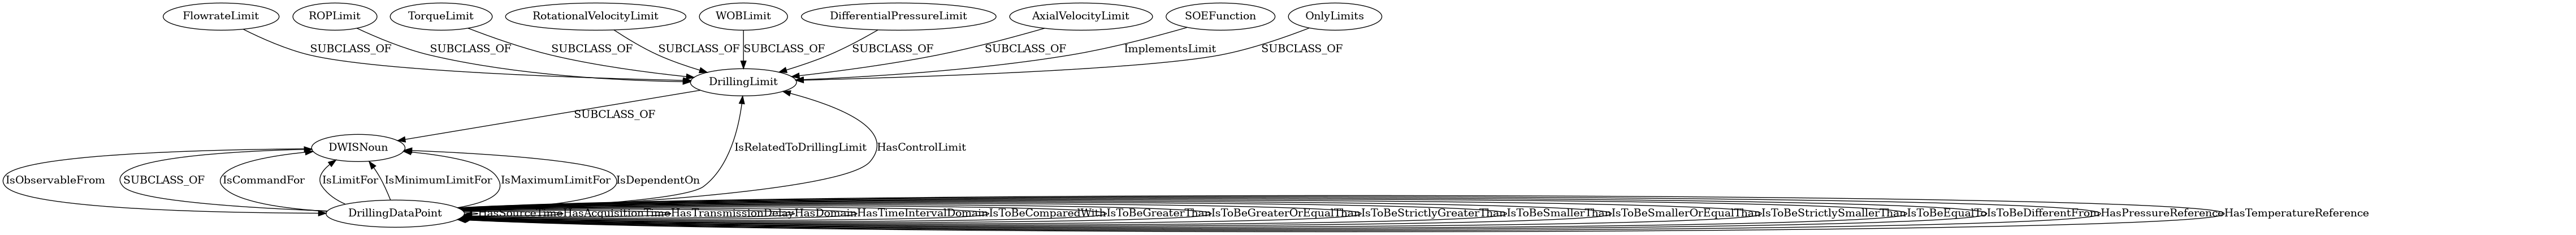 FlowrateLimit ROPLimit TorqueLimit RotationalVelocityLimit WOBLimit DifferentialPressureLimit AxialVelocityLimit SOEFunction OnlyLimits
SUBCLASS_OF SUBCLASS_OF SUBCLASS_OF SUBCLASS_OF SUBCLASS_OF SUBCLASS_OF SUBCLASS_OF ImplementsLimit SUBCLASS_OF
DrillingLimit
SUBCLASS_OF
DWISNoun IsRelatedToDrillingLimit HasControlLimit
IsObservableFrom SUBCLASS_OF IsCommandFor IsLimitFor IsMinimumLimitFor IsMaximumLimitFor IsDependentOn
DrillingDataPoint HasSourceTime HasAcquisitionTime HasTransmissionDelay HasDomain HasTimeIntervalDomain IsToBeComparedWith IsToBeGreaterThan IsToBeGreaterOrEqualThan IsToBeStrictlyGreaterThan IsToBeSmallerThan IsToBeSmallerOrEqualThan IsToBeStrictlySmallerThan IsToBeEqualTo IsToBeDifferentFrom HasPressureReference HasTemperatureReference